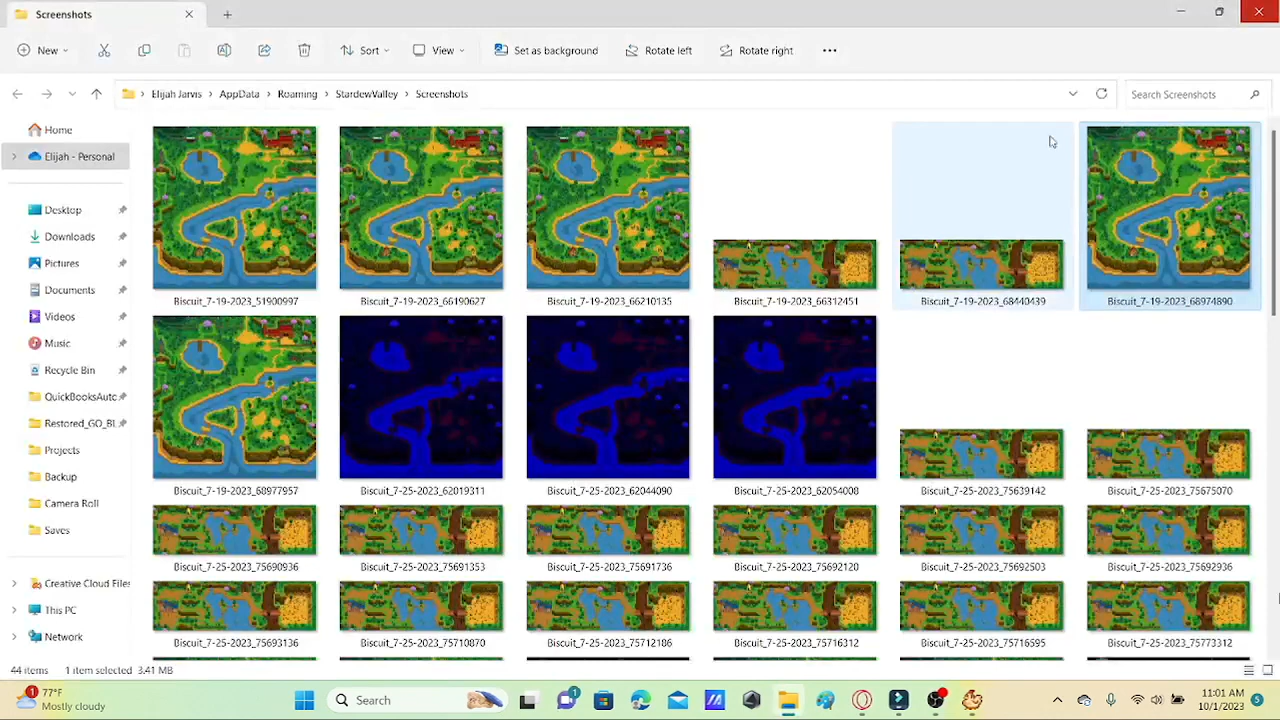 Screenshots
New
Sort
View
Set as background
Rotate left
Rotate right
Elijah Jarvis > AppData > Roaming > StardewValley > Screenshots
Search Screenshots
Home
Elijah - Personal
Desktop
Downloads
Pictures
Documents
Videos
Music
Recycle Bin
QuickBooksAuto
Restored_GO_BL
Projects
Backup
Camera Roll
Saves
Creative Cloud Files
This PC
Network
Biscuit_7-19-2023_51900997
Biscuit_7-19-2023_66190627
Biscuit_7-19-2023_66210135
Biscuit_7-19-2023_66312451
Biscuit_7-19-2023_68440439
Biscuit_7-19-2023_68974890
Biscuit_7-19-2023_68977957
Biscuit_7-25-2023_62019311
Biscuit_7-25-2023_62044090
Biscuit_7-25-2023_62054008
Biscuit_7-25-2023_75639142
Biscuit_7-25-2023_75675070
Biscuit_7-25-2023_75690936
Biscuit_7-25-2023_75691353
Biscuit_7-25-2023_75691736
Biscuit_7-25-2023_75692120
Biscuit_7-25-2023_75692503
Biscuit_7-25-2023_75692936
Biscuit_7-25-2023_75693136
Biscuit_7-25-2023_75710870
Biscuit_7-25-2023_75712186
Biscuit_7-25-2023_75716312
Biscuit_7-25-2023_75716595
Biscuit_7-25-2023_75773312
44 items 1 item selected 3.41 MB
1
77°F
Mostly cloudy
Search
1
11:01 AM
10/1/2023
5